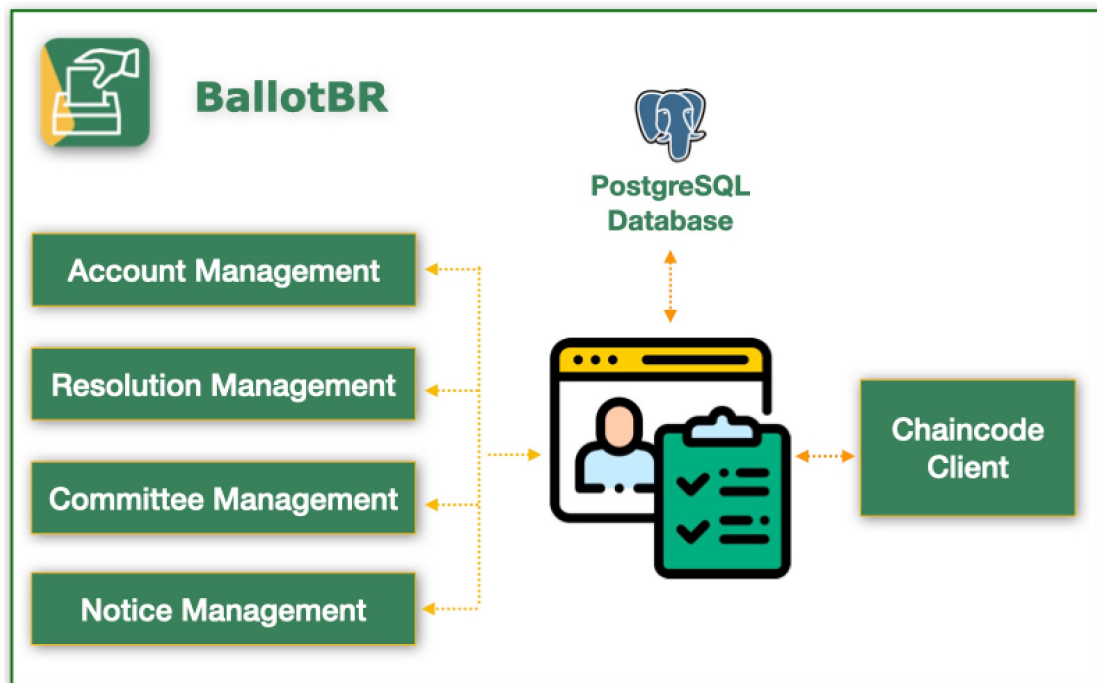 BallotBR
PostgreSQL
Database
Account Management
Resolution Management
Committee Management
Notice Management
Chaincode
Client